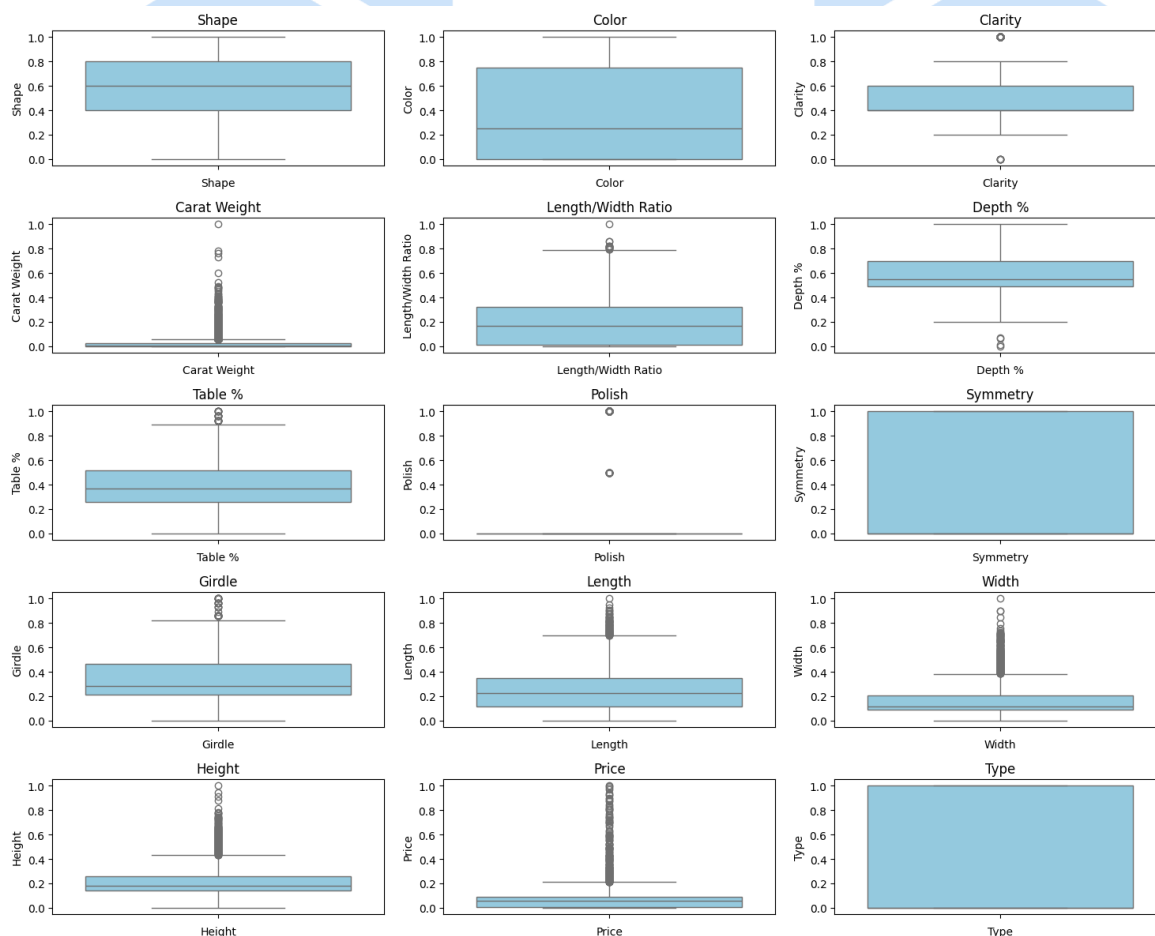 Shape Color Clarity
1.0 1.0 1.0
0.8 0.8 0.8
0.6 0.6 0.6
0.4 0.4 0.4
0.2 0.2 0.2
0.0 0.0 0.0
Shape Color Clarity
Shape Color Clarity
Carat Weight Length/Width Ratio Depth %
1.0 1.0 1.0
0.8 0.8 0.8
0.6 0.6 0.6
0.4 0.4 0.4
0.2 0.2 0.2
0.0 0.0 0.0
Carat Weight Length/Width Ratio Depth %
Carat Weight Length/Width Ratio Depth %
Table % Polish Symmetry
1.0 1.0 1.0
0.8 0.8 0.8
0.6 0.6 0.6
0.4 0.4 0.4
0.2 0.2 0.2
0.0 0.0 0.0
Table % Polish Symmetry
Table % Polish Symmetry
Girdle Length Width
1.0 1.0 1.0
0.8 0.8 0.8
0.6 0.6 0.6
0.4 0.4 0.4
0.2 0.2 0.2
0.0 0.0 0.0
Girdle Length Width
Girdle Length Width
Height Price Type
1.0 1.0 1.0
0.8 0.8 0.8
0.6 0.6 0.6
0.4 0.4 0.4
0.2 0.2 0.2
0.0 0.0 0.0
Height Price Type
Height Price Type